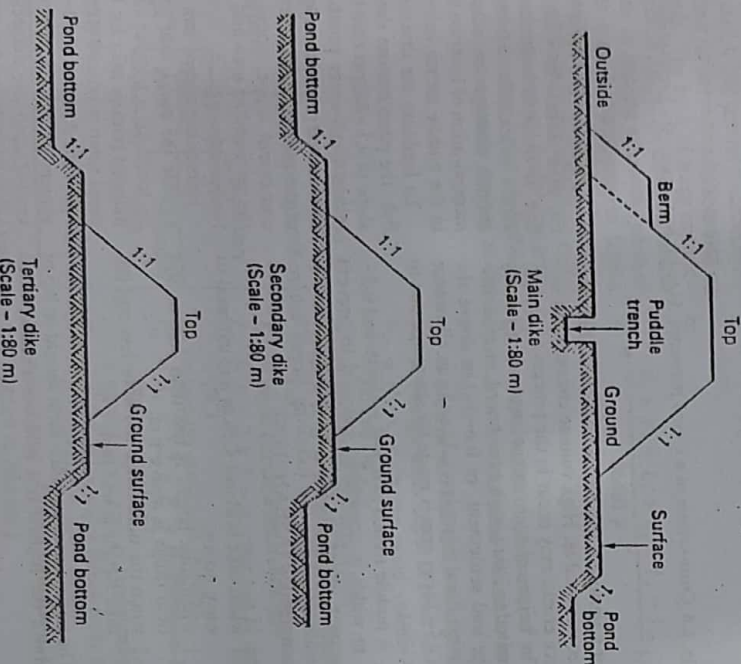 Top
Berm
1:1
1:1
1:1
Outside
Puddle
trench
Ground
Surface
1:1
Pond
bottom
Main dike
(Scale – 1:80 m)
Top
1:1
1:1
Ground surface
Pond bottom
1:1
1:1
Pond bottom
Secondary dike
(Scale – 1:80 m)
Top
1:1
1:1
Ground surface
Pond bottom
1:1
1:1
Pond bottom
Tertiary dike
(Scale – 1:80 m)